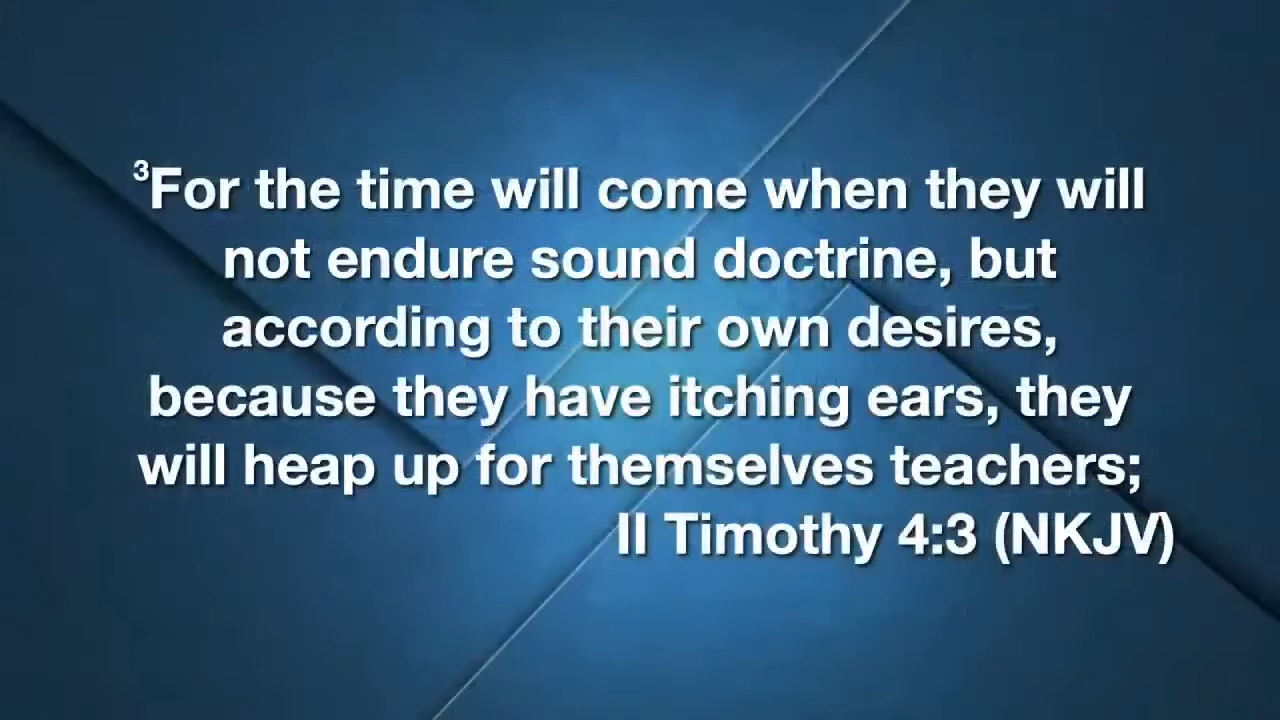 ³For the time will come when they will
not endure sound doctrine, but
according to their own desires,
because they have itching ears, they
will heap up for themselves teachers;
II Timothy 4:3 (NKJV)